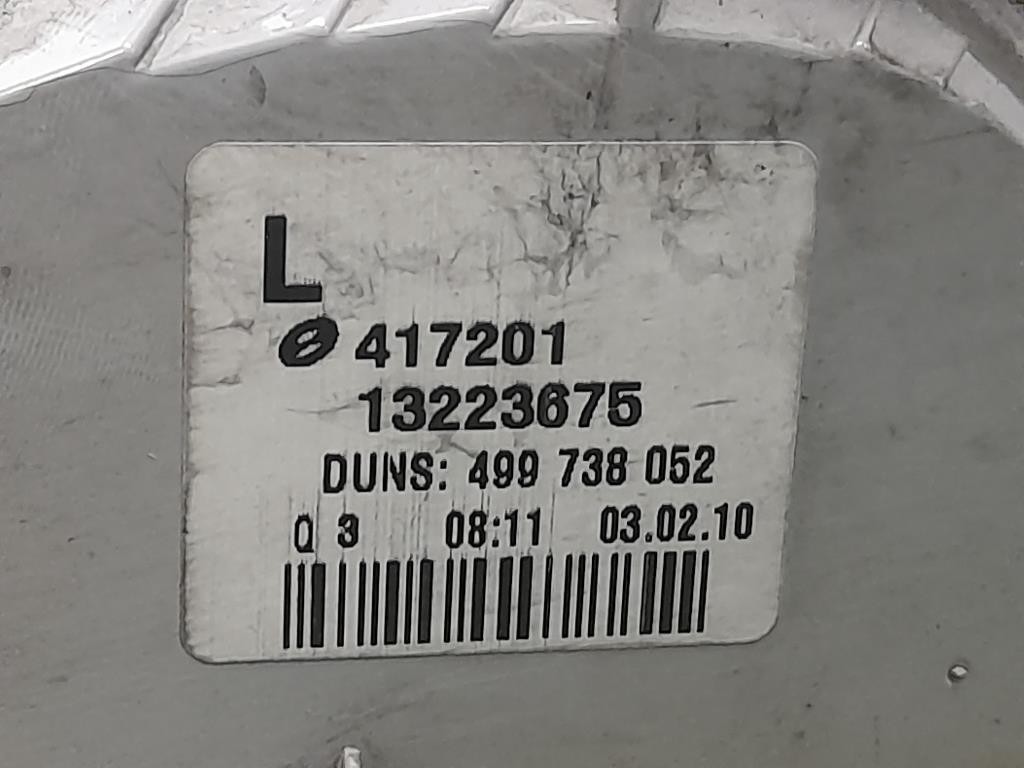 L
417201
13223675
DUNS: 499 738 052
Q 3 08:11 03.02.10